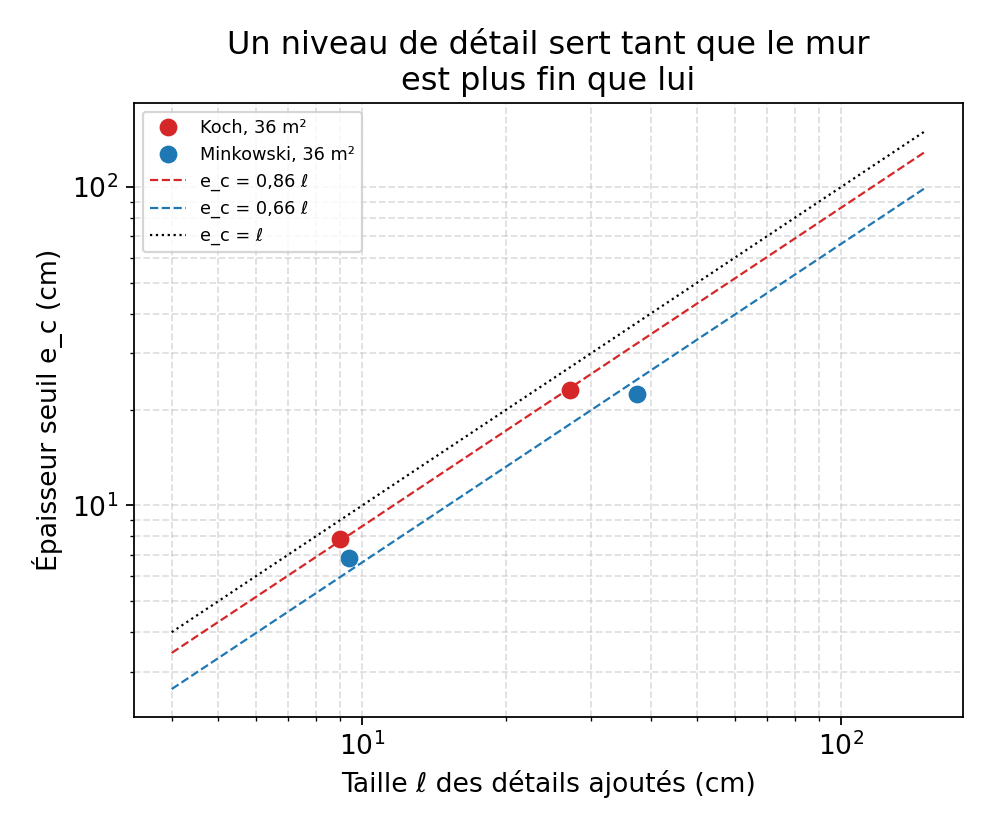 Un niveau de détail sert tant que le mur
est plus fin que lui
Koch, 36 m²
Minkowski, 36 m²
e_c = 0,86 ℓ
e_c = 0,66 ℓ
e_c = ℓ
Épaisseur seuil e_c (cm)
10²
10¹
10¹
10²
Taille ℓ des détails ajoutés (cm)